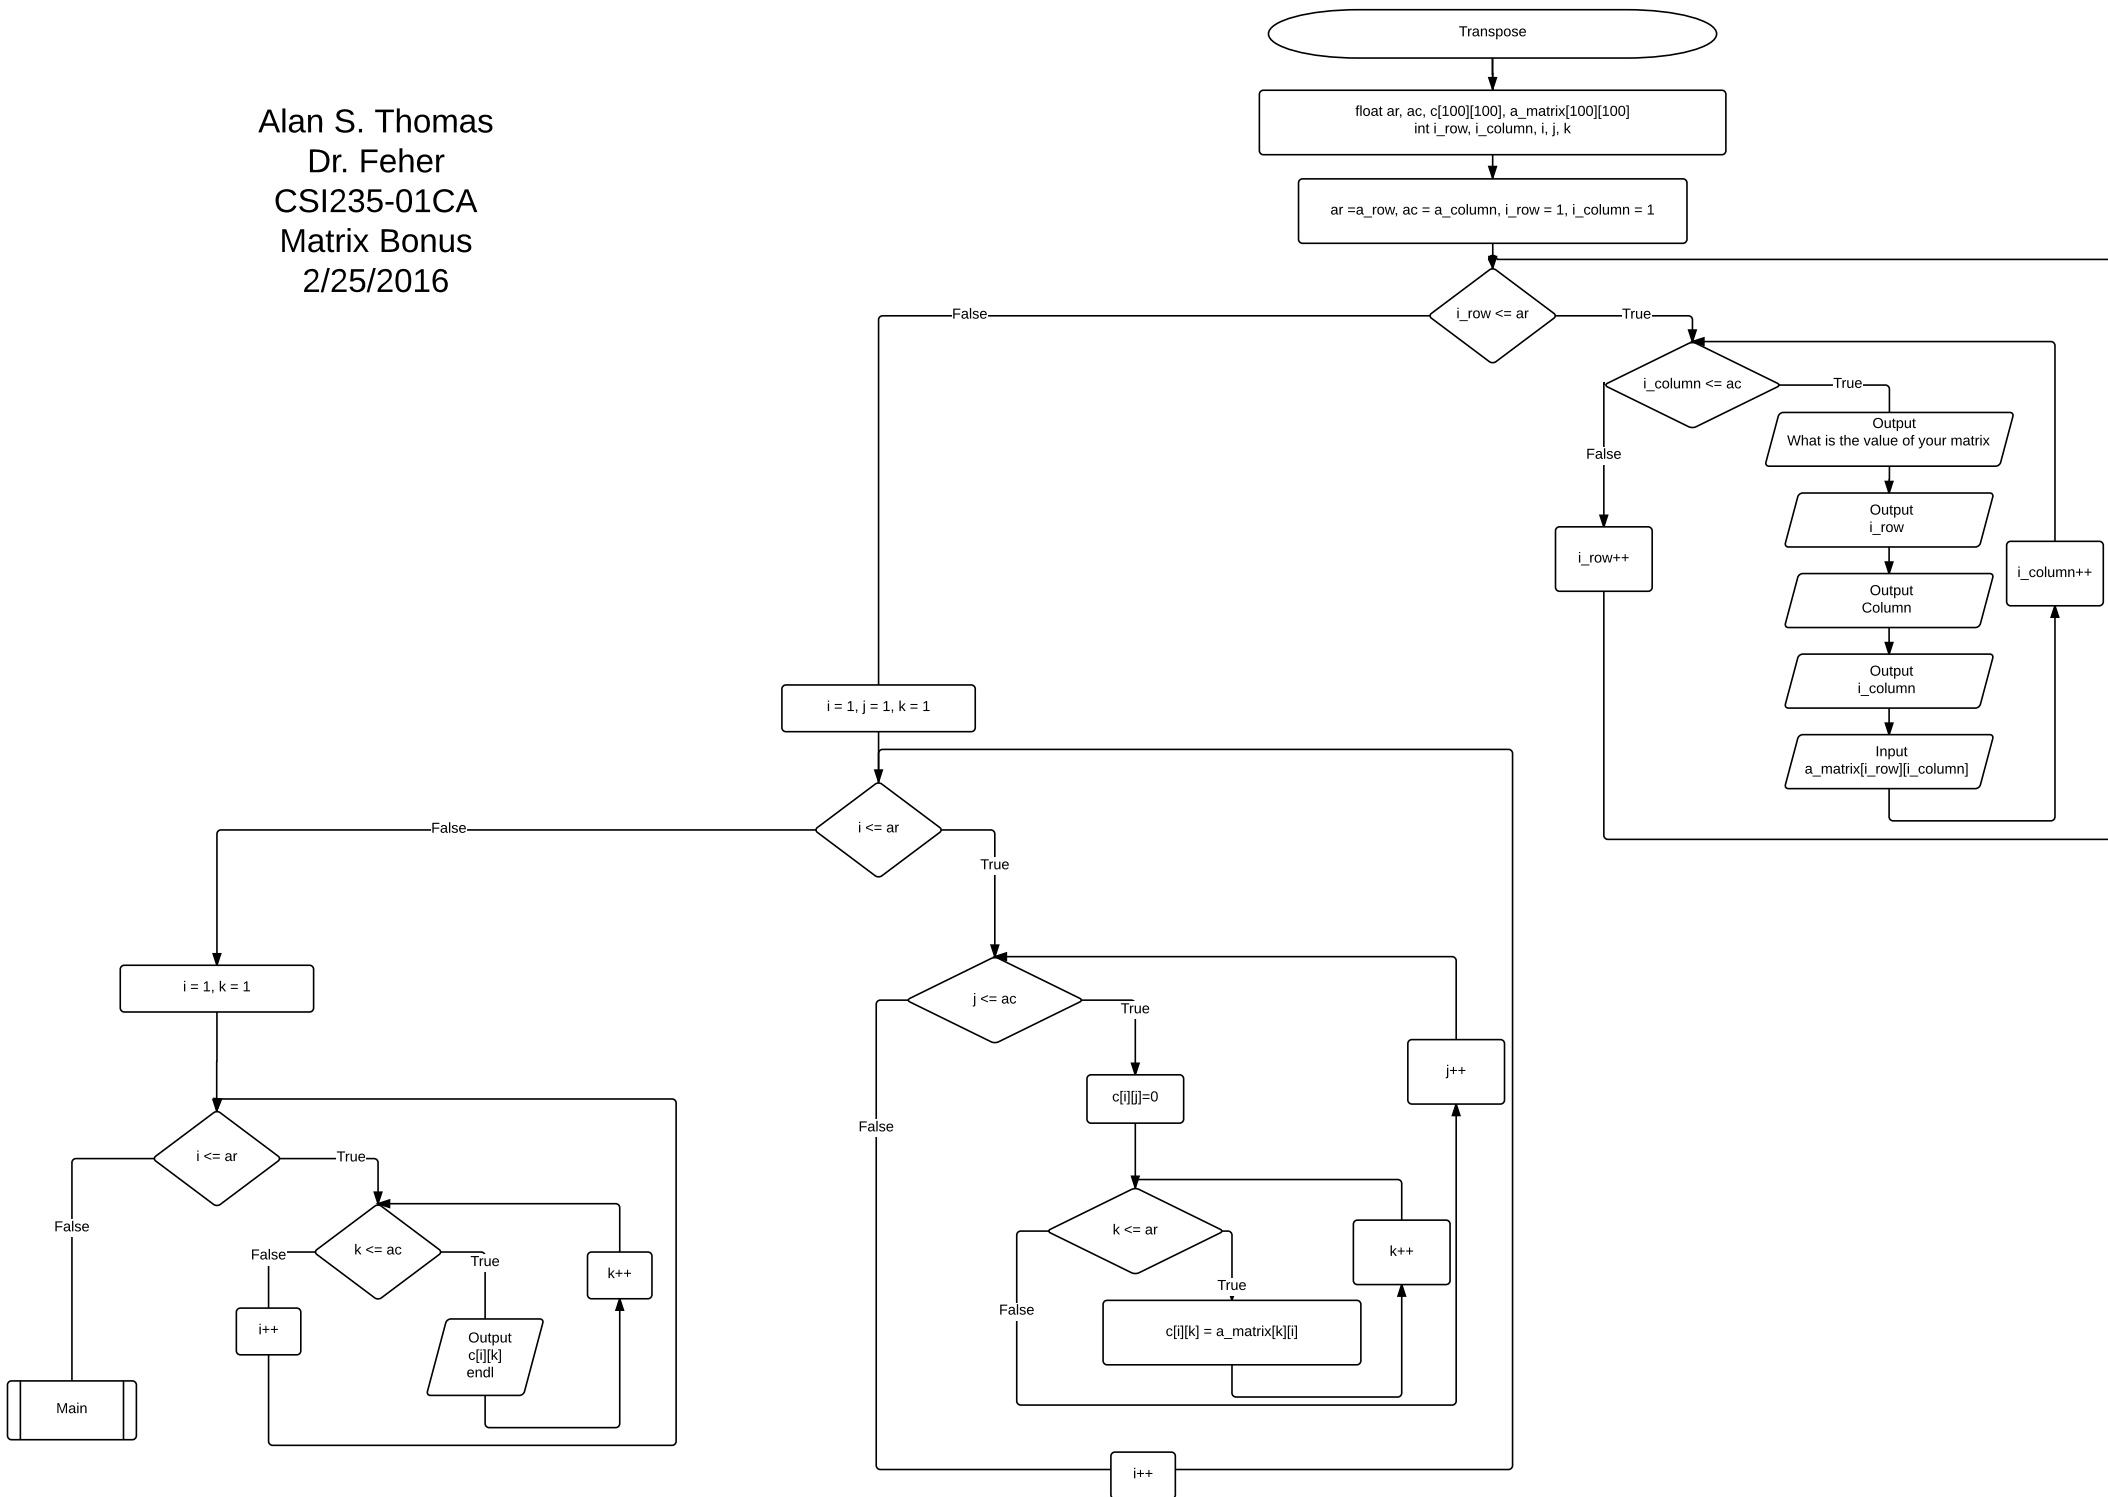 Transpose
float ar, ac, c[100][100], a_matrix[100][100]
int i_row, i_column, i, j, k
Alan S. Thomas
Dr. Feher
CSI235-01CA
Matrix Bonus
2/25/2016
ar =a_row, ac = a_column, i_row = 1, i_column = 1
i_row <= ar
False
True
i_column <= ac
True
False
Output
What is the value of your matrix
Output
i_row
i_row++
i_column++
Output
Column
Output
i_column
Input
a_matrix[i_row][i_column]
i = 1, j = 1, k = 1
i <= ar
False
True
i = 1, k = 1
j <= ac
True
False
j++
c[i][j]=0
k <= ar
True
False
k++
c[i][k] = a_matrix[k][i]
i++
i <= ar
True
False
k <= ac
False
True
k++
i++
Output
c[i][k]
endl
Main